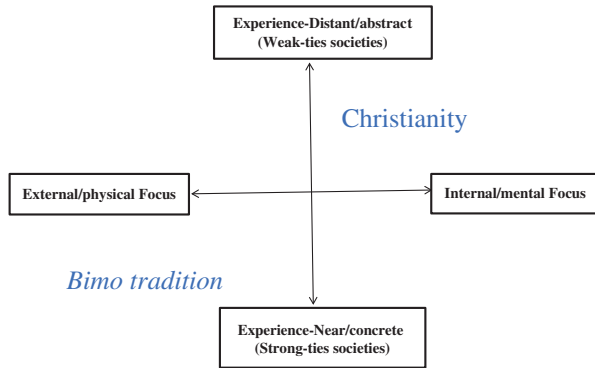 Experience-Distant/abstract
(Weak-ties societies)
Christianity
External/physical Focus
Internal/mental Focus
Bimo tradition
Experience-Near/concrete
(Strong-ties societies)